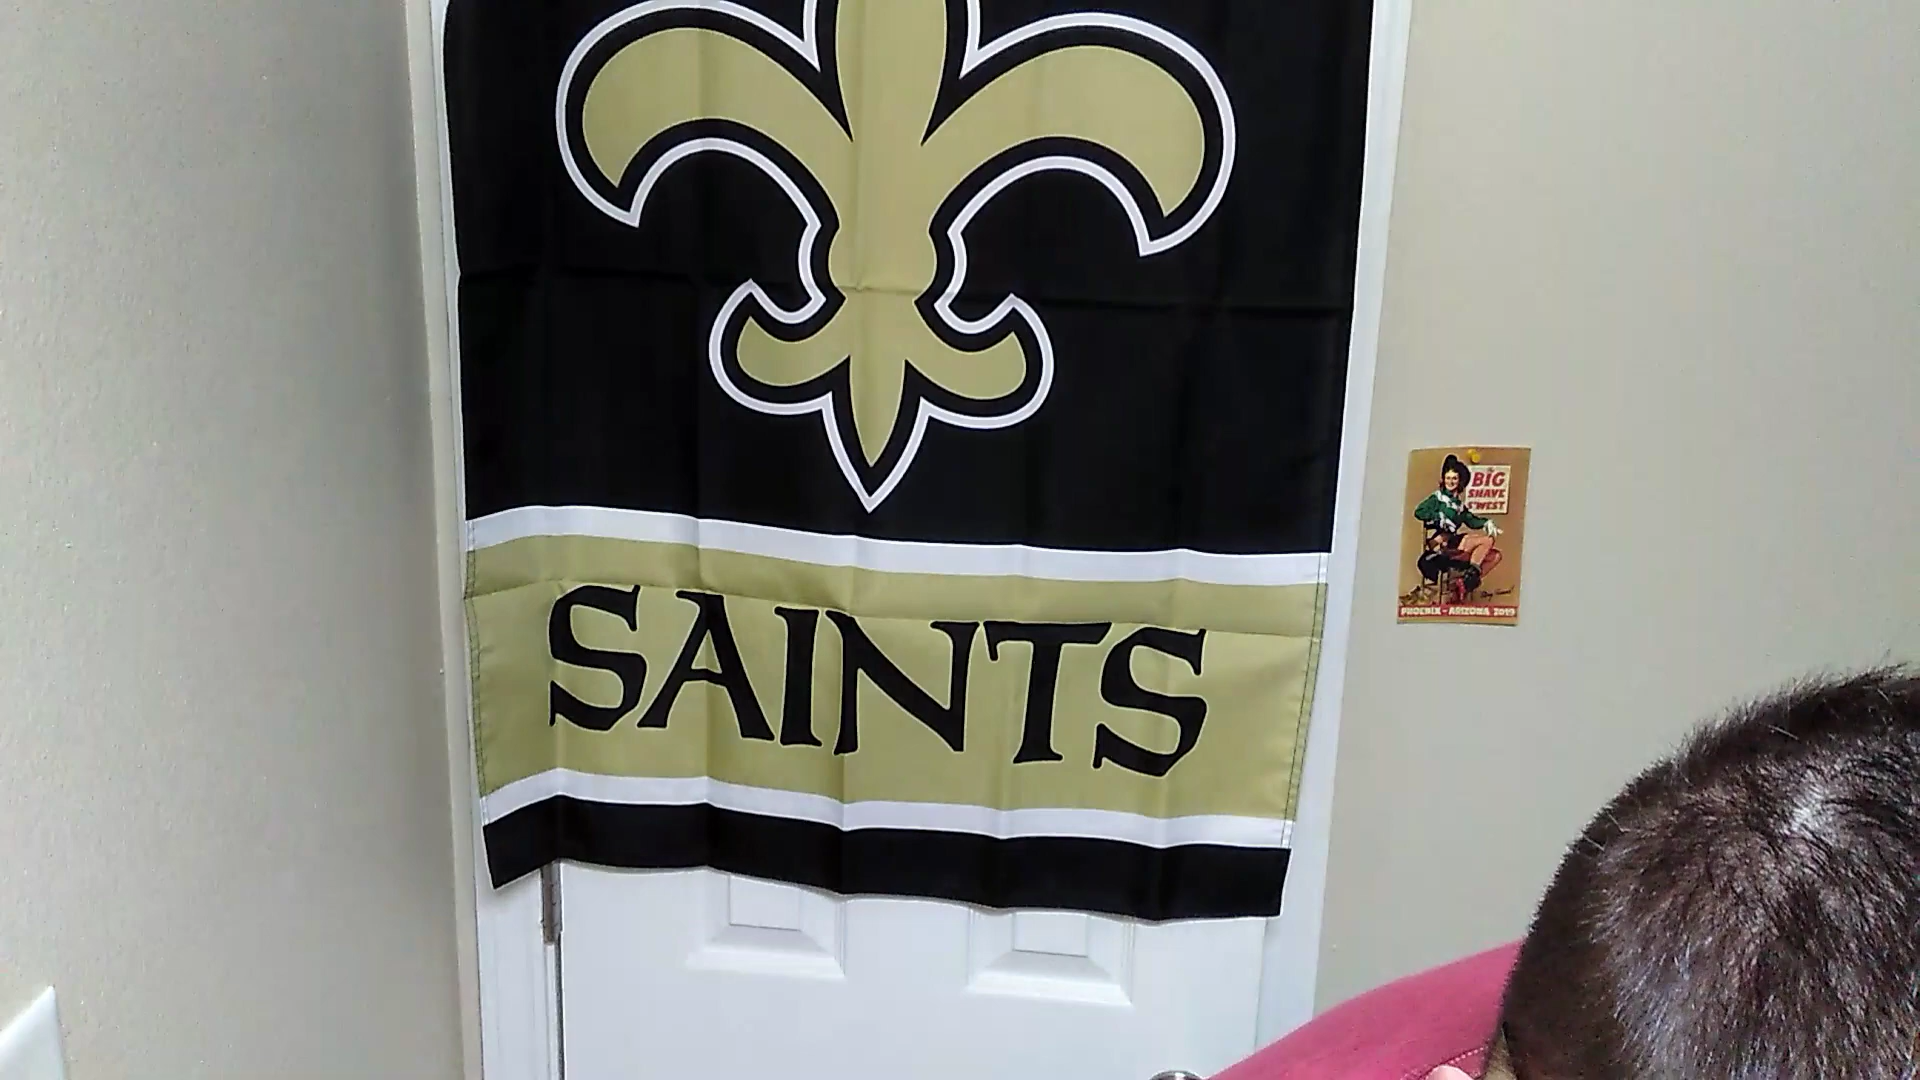 SAINTS
BIG
SHAVE
WEST
PHOENIX - ARIZONA 2019